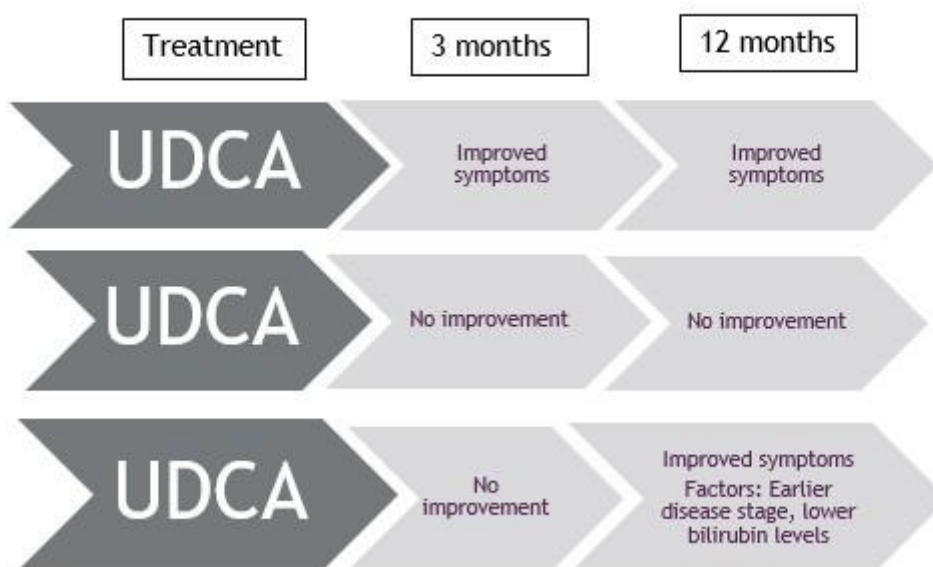 Treatment
3 months
12 months
UDCA
Improved
symptoms
Improved
symptoms
UDCA
No improvement
No improvement
UDCA
No
improvement
Improved symptoms
Factors: Earlier
disease stage, lower
bilirubin levels